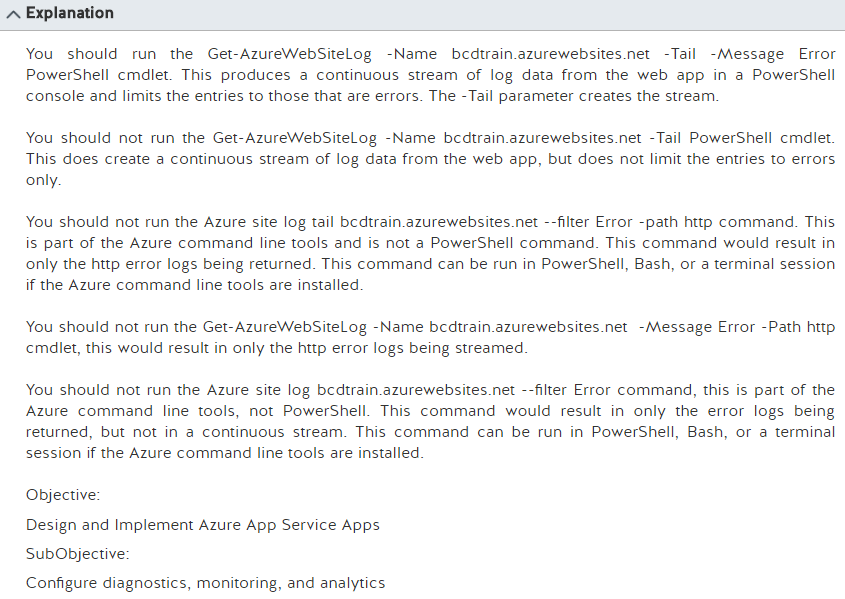 Explanation
You should run the Get-AzureWebSiteLog -Name bcdtrain.azurewebsites.net -Tail -Message Error
PowerShell cmdlet. This produces a continuous stream of log data from the web app in a PowerShell
console and limits the entries to those that are errors. The -Tail parameter creates the stream.
You should not run the Get-AzureWebSiteLog -Name bcdtrain.azurewebsites.net -Tail PowerShell cmdlet.
This does create a continuous stream of log data from the web app, but does not limit the entries to errors
only.
You should not run the Azure site log tail bcdtrain.azurewebsites.net --filter Error -path http command. This
is part of the Azure command line tools and is not a PowerShell command. This command would result in
only the http error logs being returned. This command can be run in PowerShell, Bash, or a terminal session
if the Azure command line tools are installed.
You should not run the Get-AzureWebSiteLog -Name bcdtrain.azurewebsites.net -Message Error -Path http
cmdlet, this would result in only the http error logs being streamed.
You should not run the Azure site log bcdtrain.azurewebsites.net --filter Error command, this is part of the
Azure command line tools, not PowerShell. This command would result in only the error logs being
returned, but not in a continuous stream. This command can be run in PowerShell, Bash, or a terminal
session if the Azure command line tools are installed.
Objective:
Design and Implement Azure App Service Apps
SubObjective:
Configure diagnostics, monitoring, and analytics